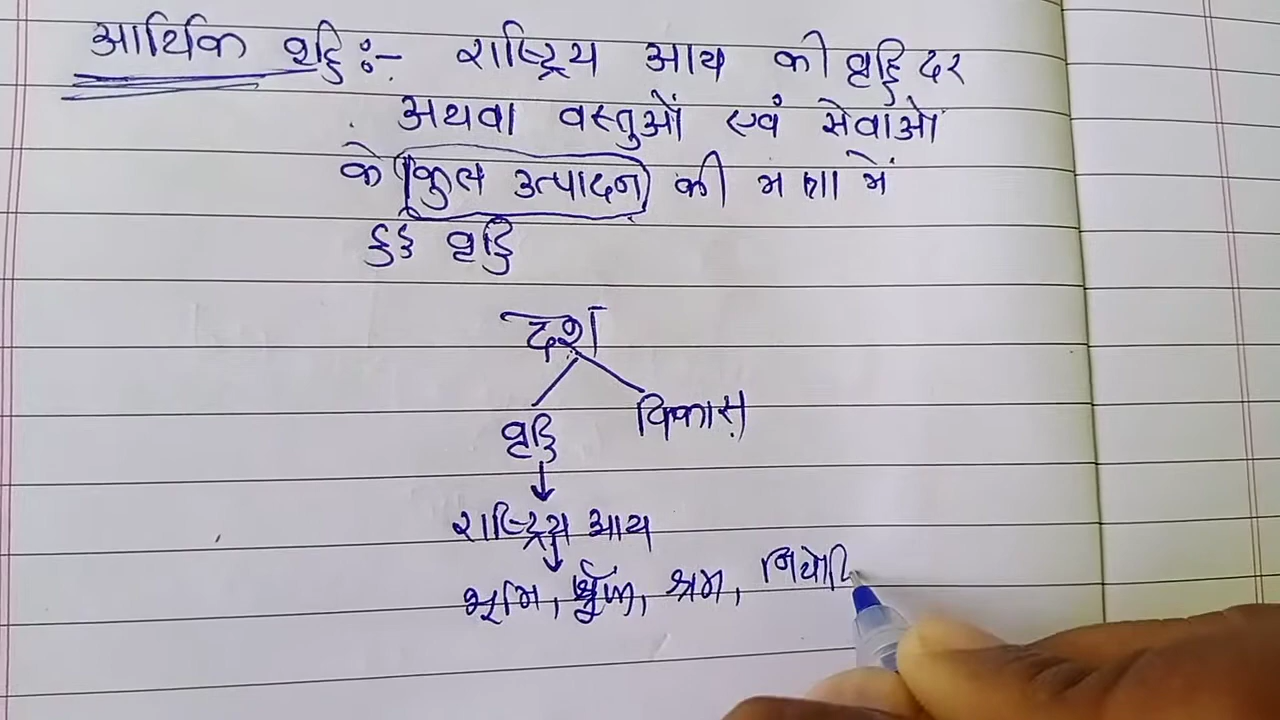 आर्थिक वृद्धि :- राष्ट्रिय आय की वृद्धि दर
अथवा वस्तुओं एवं सेवाओ
के (कुल उत्पादन) की मात्रा में
हुई वृद्धि
देश
वृद्धि विकास
राष्ट्रिय आय
भूमि, पूँजी, श्रम, नियोि